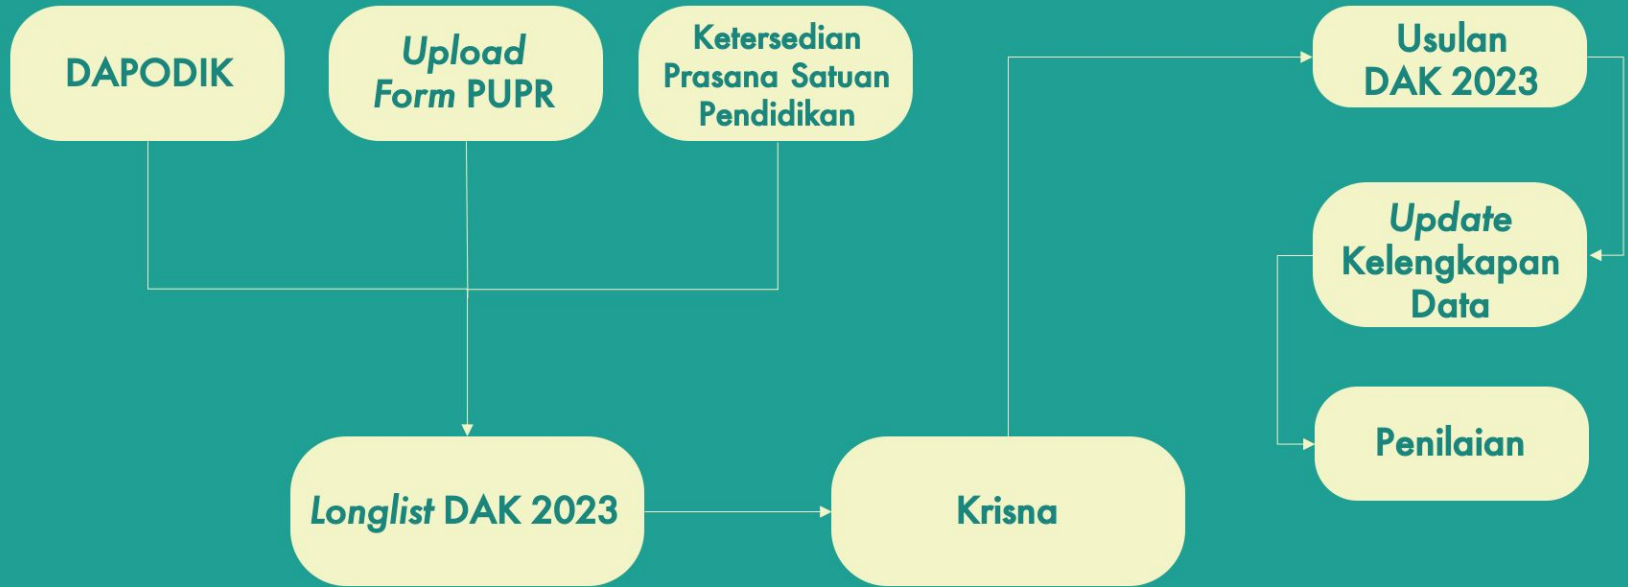 DAPODIK
Upload
Form PUPR
Ketersedian
Prasana Satuan
Pendidikan
Longlist DAK 2023
Krisna
Usulan
DAK 2023
Update
Kelengkapan
Data
Penilaian